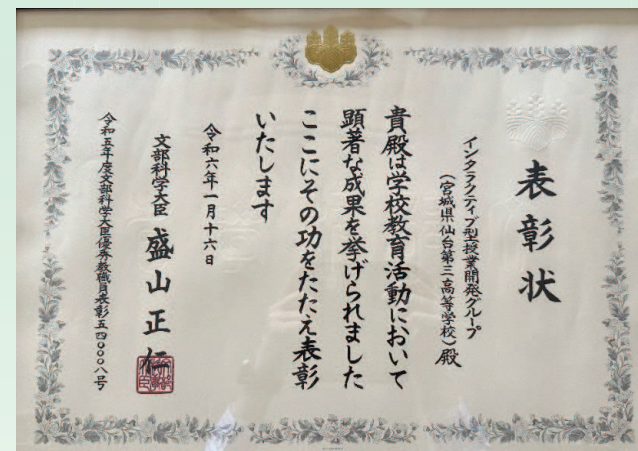 表彰状
インタラクティブ型授業開発グループ
（宮城県仙台第三高等学校）殿
貴殿は学校教育活動において
顕著な成果を挙げられました
ここにその功をたたえ表彰
いたします
令和六年一月十六日
文部科学大臣 盛山正仁
令和五年度文部科学大臣優秀教職員表彰五四〇〇〇八号